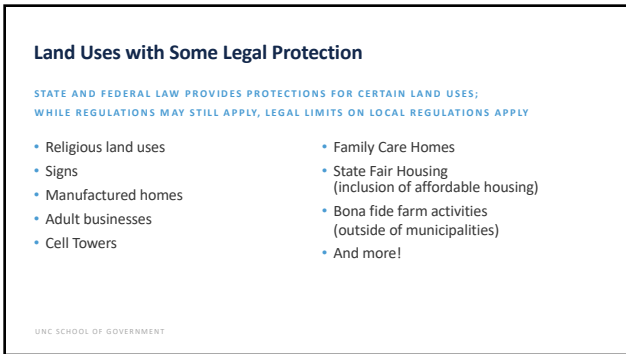 Land Uses with Some Legal Protection
STATE AND FEDERAL LAW PROVIDES PROTECTIONS FOR CERTAIN LAND USES;
WHILE REGULATIONS MAY STILL APPLY, LEGAL LIMITS ON LOCAL REGULATIONS APPLY
• Religious land uses
• Signs
• Manufactured homes
• Adult businesses
• Cell Towers
• Family Care Homes
• State Fair Housing
(inclusion of affordable housing)
• Bona fide farm activities
(outside of municipalities)
• And more!
UNC SCHOOL OF GOVERNMENT